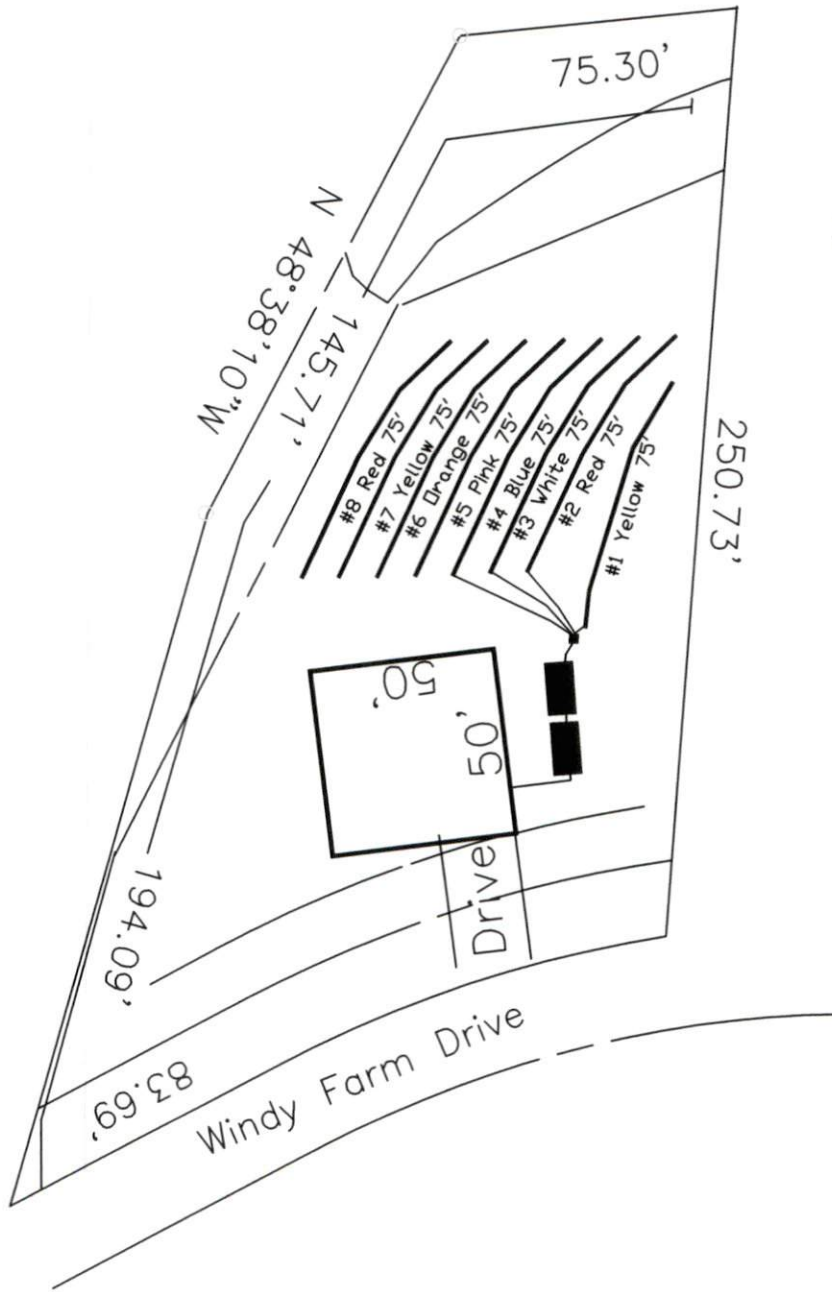 75.30'
N 48°38'10"W
145.71'
250.73'
#8 Red 75'
#7 Yellow 75'
#6 Orange 75'
#5 Pink 75'
#4 Blue 75'
#3 White 75'
#2 Red 75'
#1 Yellow 75'
50'
50'
Drive
194.09'
83.69'
Windy Farm Drive